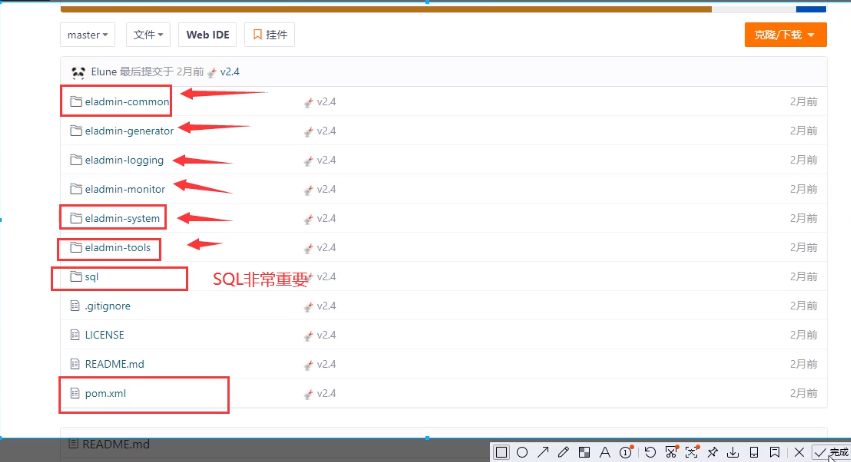 master 文件 Web IDE 挂件 克隆/下载
Elune 最后提交于 2月前 v2.4
eladmin-common v2.4 2月前
eladmin-generator v2.4 2月前
eladmin-logging v2.4 2月前
eladmin-monitor v2.4 2月前
eladmin-system v2.4 2月前
eladmin-tools v2.4 2月前
sql SQL非常重要 v2.4 2月前
.gitignore v2.4 2月前
LICENSE v2.4 2月前
README.md v2.4 2月前
pom.xml v2.4 2月前
README.md
完成